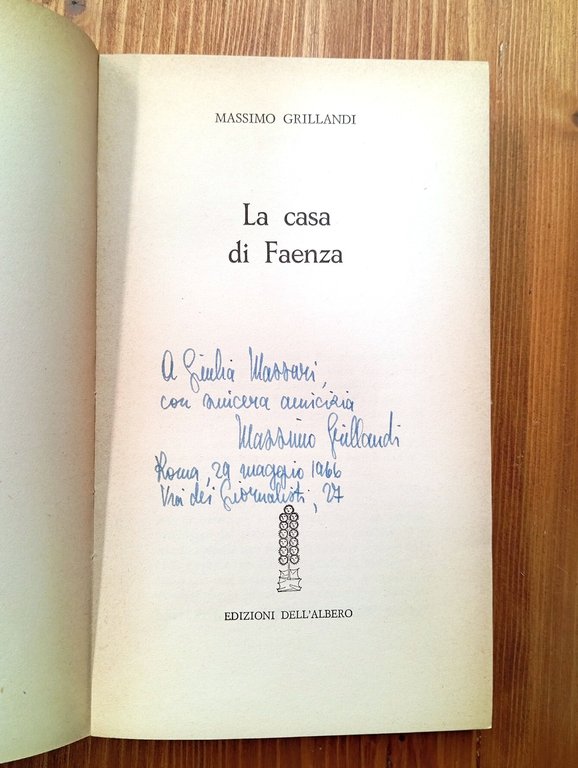 MASSIMO GRILLANDI
La casa
di Faenza
A Giulia Massari,
con sincera amicizia
Massimo Grillandi
Roma, 29 maggio 1966
Via dei Giornalisti, 27
EDIZIONI DELL'ALBERO